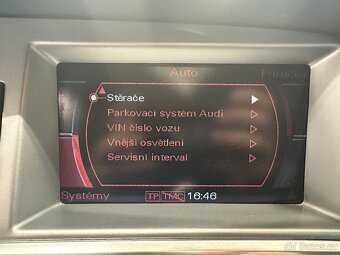 Auto
Příručka
Stěrače
Parkovací systém Audi
VIN číslo vozu
Vnější osvětlení
Servisní interval
Systémy
TP TMC 16:46